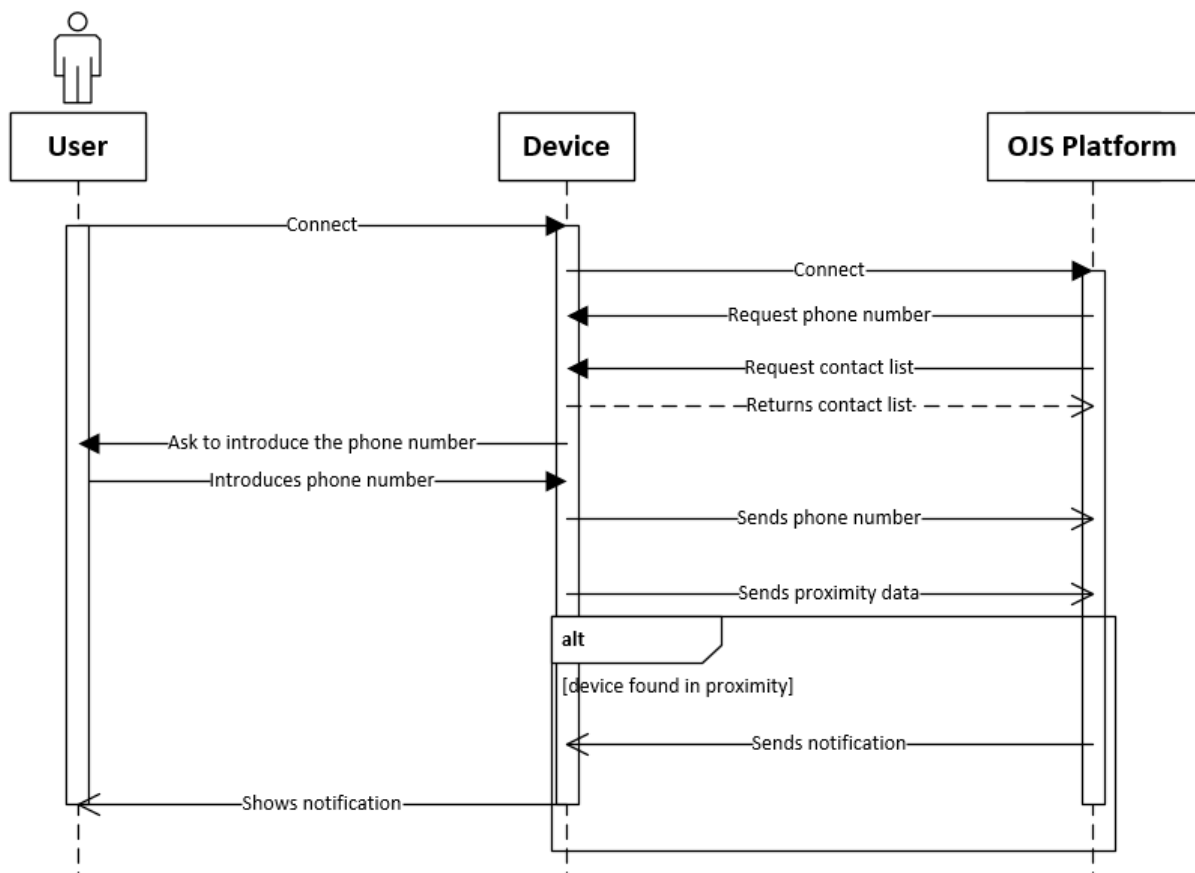 User
Device
OJS Platform
Connect
Connect
Request phone number
Request contact list
Returns contact list
Ask to introduce the phone number
Introduces phone number
Sends phone number
Sends proximity data
alt
[device found in proximity]
Sends notification
Shows notification